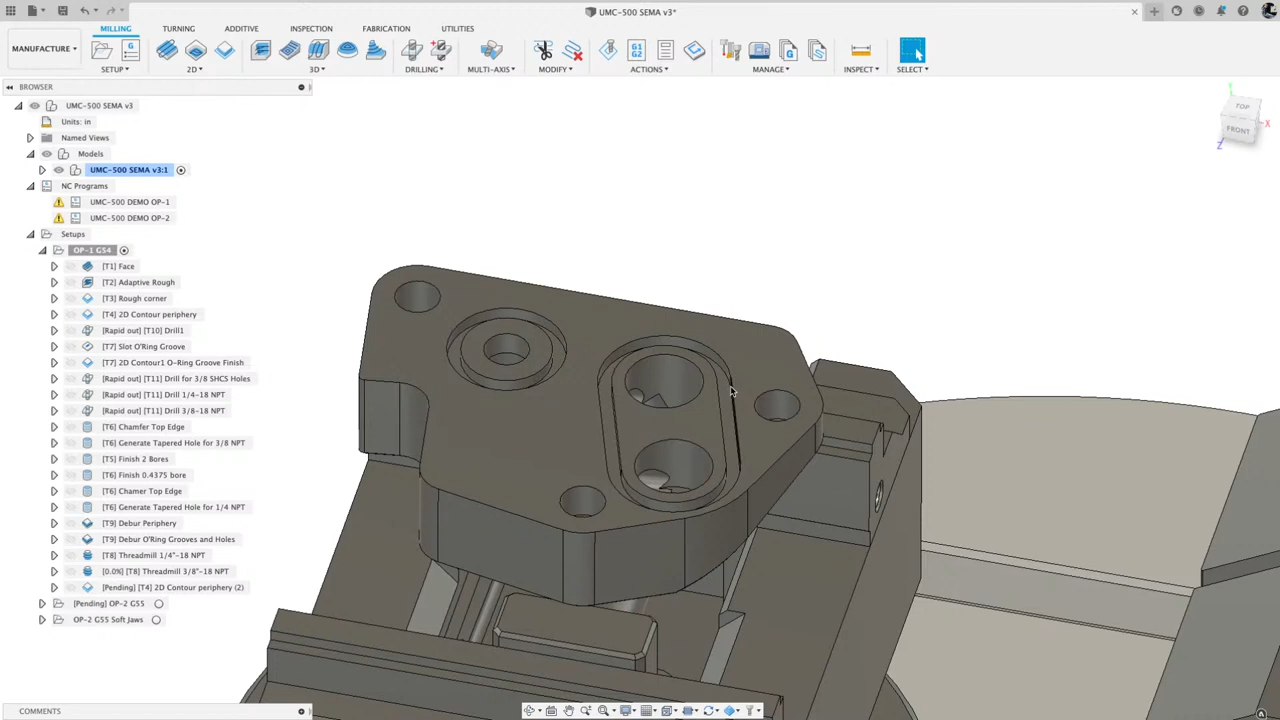 UMC-500 SEMA v3*
MANUFACTURE
MILLING TURNING ADDITIVE INSPECTION FABRICATION UTILITIES
SETUP 2D 3D DRILLING MULTI-AXIS MODIFY ACTIONS MANAGE INSPECT SELECT
G1
G2
BROWSER
UMC-500 SEMA v3
Units: in
Named Views
Models
UMC-500 SEMA v3:1
NC Programs
UMC-500 DEMO OP-1
UMC-500 DEMO OP-2
Setups
OP-1 G54
[T1] Face
[T2] Adaptive Rough
[T3] Rough corner
[T4] 2D Contour periphery
[Rapid out] [T10] Drill1
[T7] Slot O'Ring Groove
[T7] 2D Contour1 O-Ring Groove Finish
[Rapid out] [T11] Drill for 3/8 SHCS Holes
[Rapid out] [T11] Drill 1/4-18 NPT
[Rapid out] [T11] Drill 3/8-18 NPT
[T6] Chamfer Top Edge
[T6] Generate Tapered Hole for 3/8 NPT
[T5] Finish 2 Bores
[T6] Finish 0.4375 bore
[T6] Chamer Top Edge
[T6] Generate Tapered Hole for 1/4 NPT
[T9] Debur Periphery
[T9] Debur O'Ring Grooves and Holes
[T8] Threadmill 1/4"-18 NPT
[0.0%] [T8] Threadmill 3/8"-18 NPT
[Pending] [T4] 2D Contour periphery (2)
[Pending] OP-2 G55
OP-2 G55 Soft Jaws
TOP
FRONT
X
Y
Z
COMMENTS